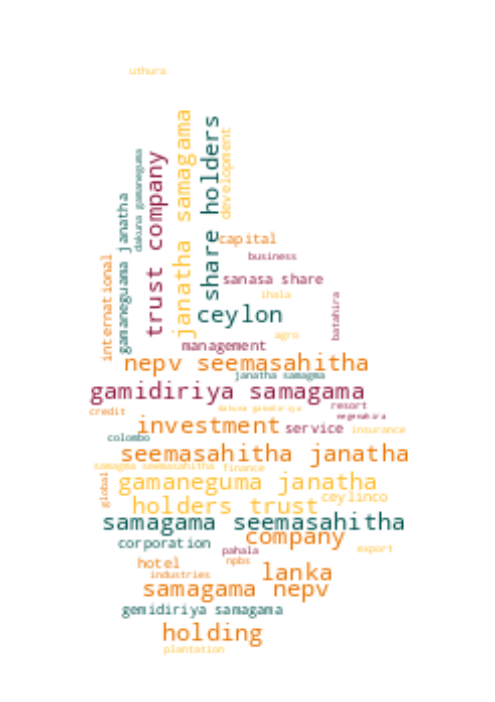 uthura
janatha samagama
share holders
development
trust company
dakuna gamaneguma
gamaneguama janatha
international
capital
business
sanasa share
ihala
batahira
ceylon
agro
management
nepv seemasahitha
janatha samagma
gamidiriya samagama
resort
credit
dakuna gamidiriya
negenahira
investment
service
insurance
colombo
seemasahitha janatha
samagma seemasahitha
finance
global
gamaneguma janatha
ceylinco
holders trust
samagama seemasahitha
company
corporation
pahala
export
npbs
hotel
lanka
industries
samagama nepv
gemidiriya samagama
holding
plantation